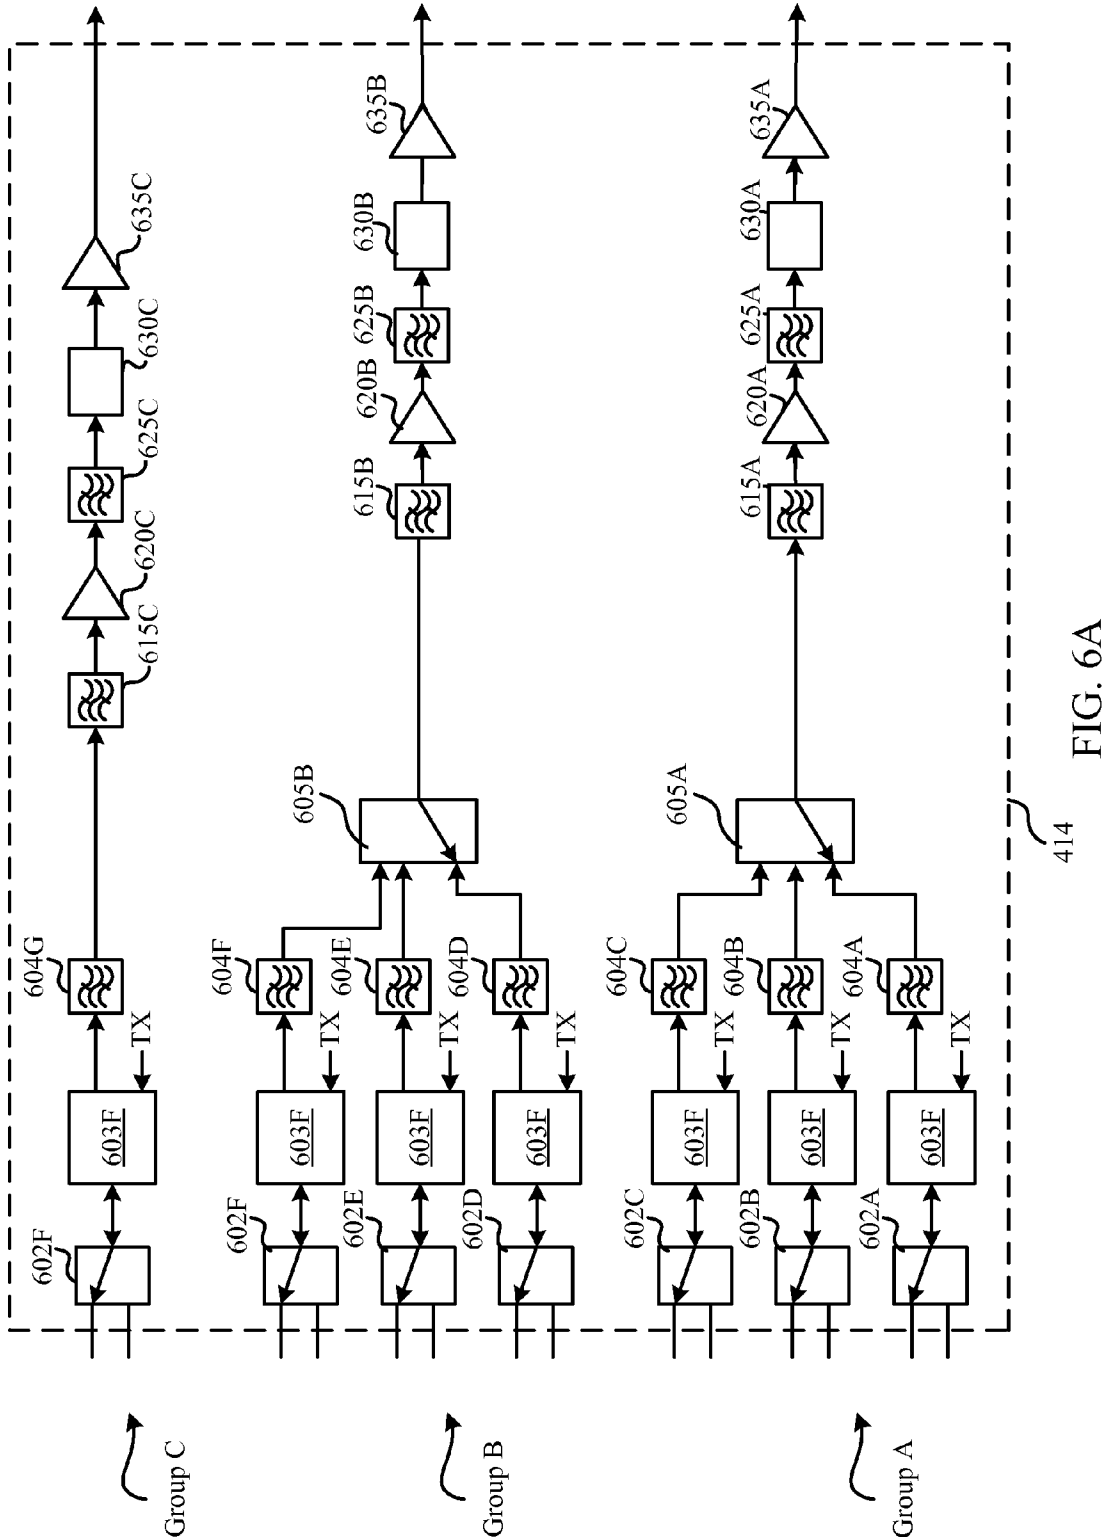 602F
603F
TX
604G
615C
620C
625C
630C
635C
Group C
602F
603F
TX
604F
602E
603F
TX
604E
602D
603F
TX
604D
605B
615B
620B
625B
630B
635B
Group B
602C
603F
TX
604C
602B
603F
TX
604B
602A
603F
TX
604A
605A
615A
620A
625A
630A
635A
Group A
414
FIG. 6A